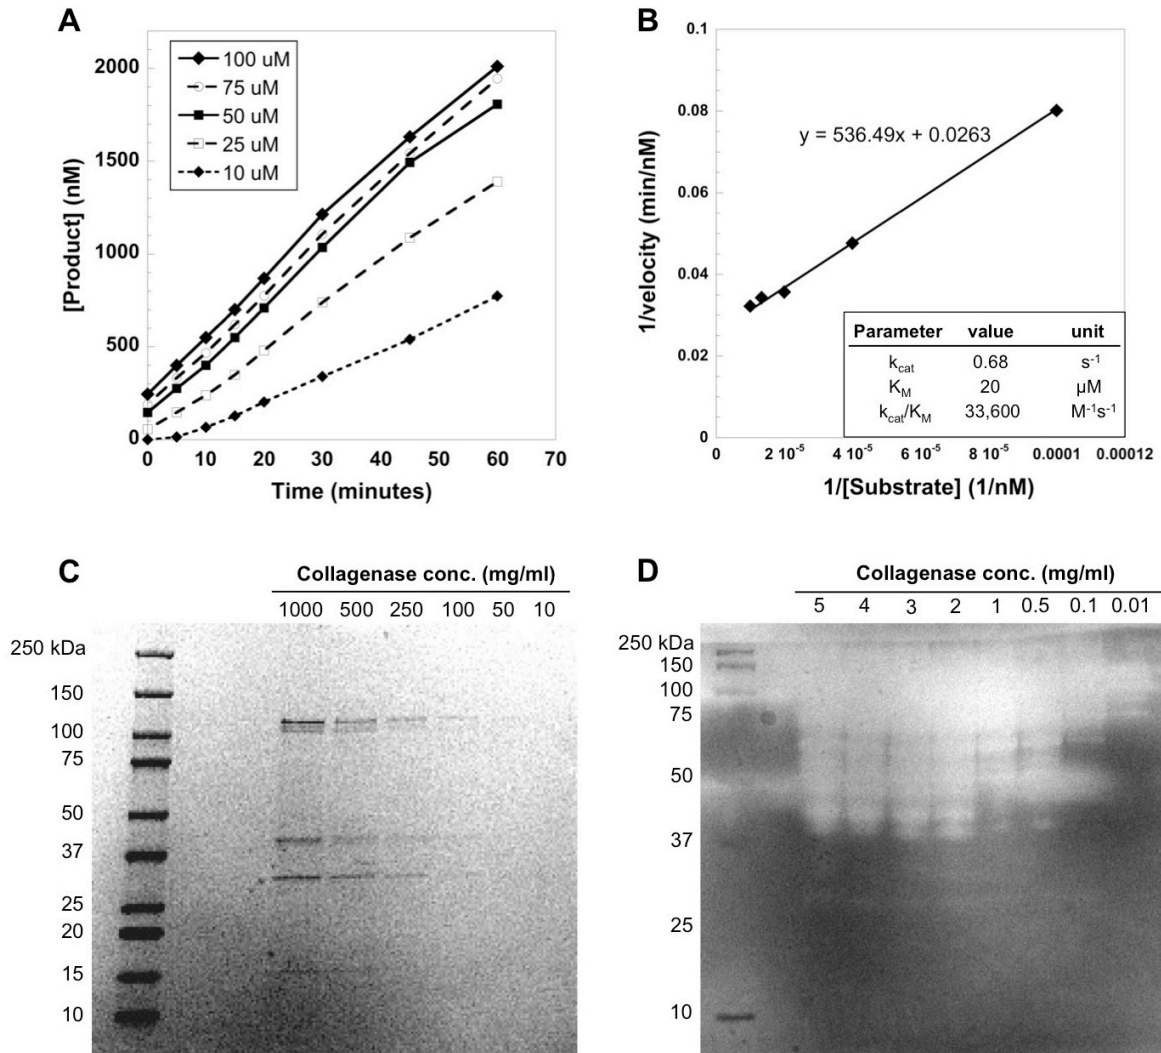 A
100 uM
75 uM
50 uM
25 uM
10 uM
2000
1500
1000
500
0
[Product] (nM)
0 10 20 30 40 50 60 70
Time (minutes)
B
0.1
0.08
0.06
0.04
0.02
0
1/velocity (min/nM)
y = 536.49x + 0.0263
Parameter value unit
kcat 0.68 s-1
KM 20 µM
kcat/KM 33,600 M-1s-1
0 2 10-5 4 10-5 6 10-5 8 10-5 0.0001 0.00012
1/[Substrate] (1/nM)
C
Collagenase conc. (mg/ml)
1000 500 250 100 50 10
250 kDa
150
100
75
50
37
25
20
15
10
D
Collagenase conc. (mg/ml)
5 4 3 2 1 0.5 0.1 0.01
250 kDa
150
100
75
50
37
25
10